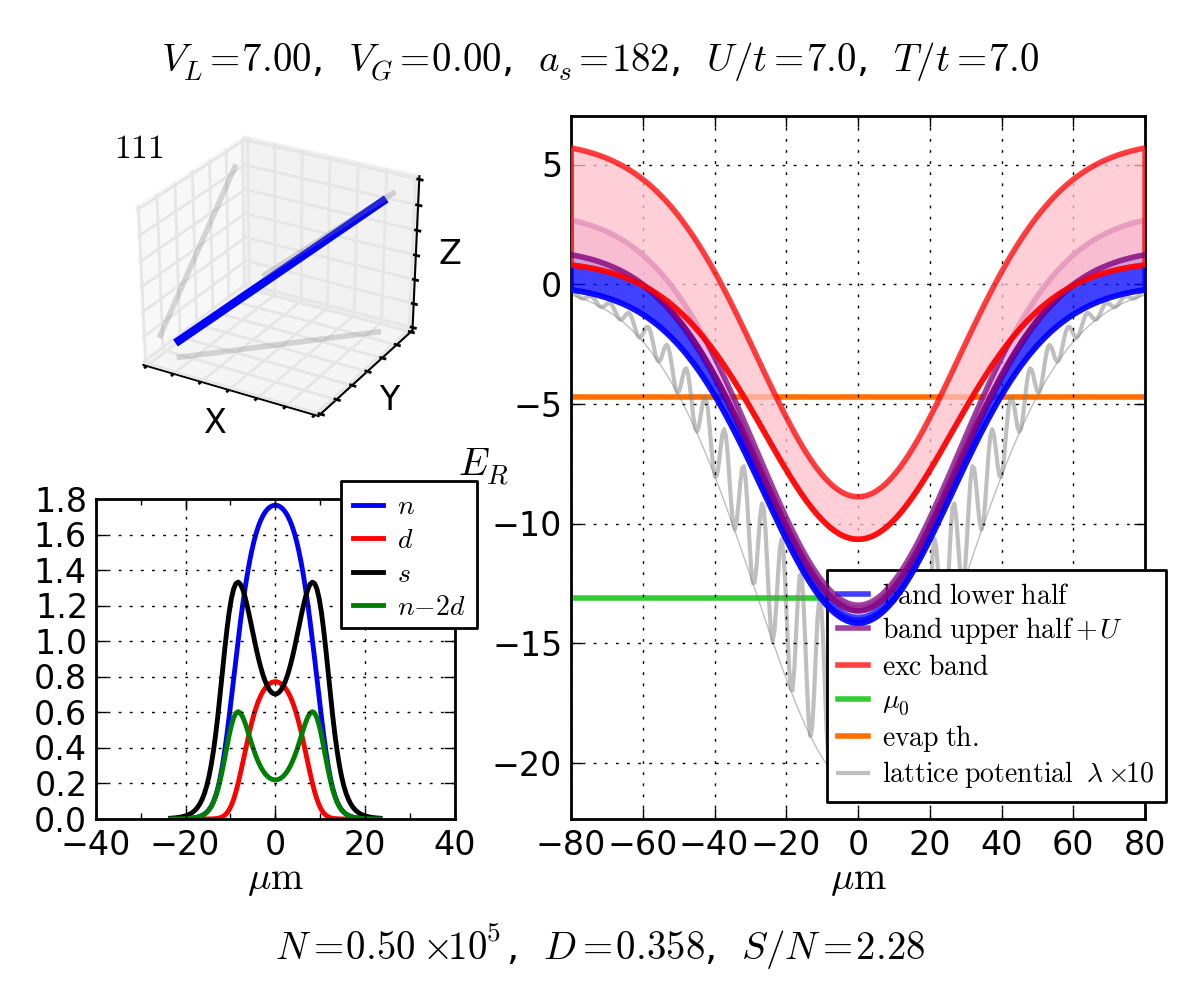 V_L=7.00, V_G=0.00, a_s=182, U/t=7.0, T/t=7.0
111
X
Y
Z
E_R
1.8
1.6
1.4
1.2
1.0
0.8
0.6
0.4
0.2
0.0
−40
−20
0
20
40
μm
n
d
s
n−2d
5
0
−5
−10
−15
−20
−80
−60
−40
−20
0
20
40
60
80
μm
band lower half
band upper half+U
exc band
μ_0
evap th.
lattice potential λ×10
N=0.50×10^5, D=0.358, S/N=2.28